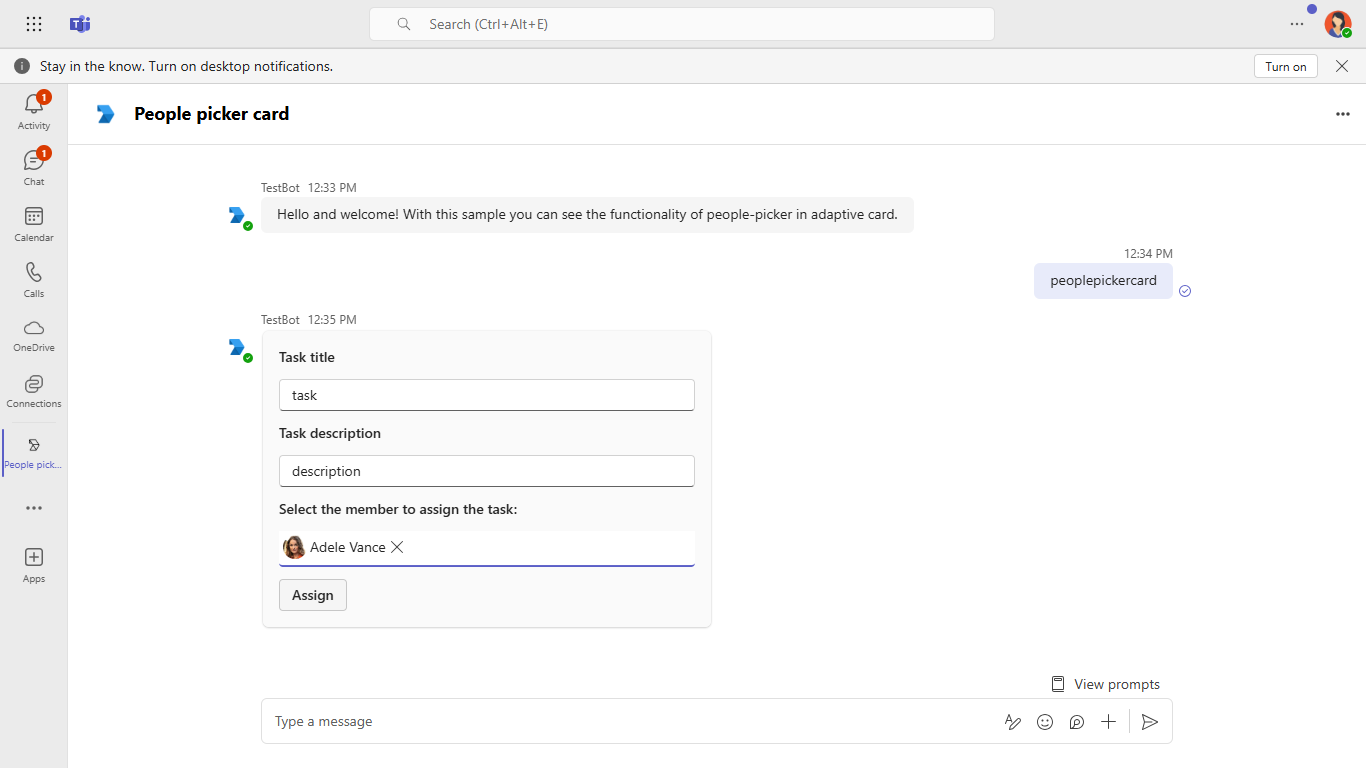 Search (Ctrl+Alt+E)
Stay in the know. Turn on desktop notifications.
Turn on
1
Activity
1
Chat
Calendar
Calls
OneDrive
Connections
People pick...
Apps
People picker card
TestBot 12:33 PM
Hello and welcome! With this sample you can see the functionality of people-picker in adaptive card.
12:34 PM
peoplepickercard
TestBot 12:35 PM
Task title
task
Task description
description
Select the member to assign the task:
Adele Vance
Assign
View prompts
Type a message